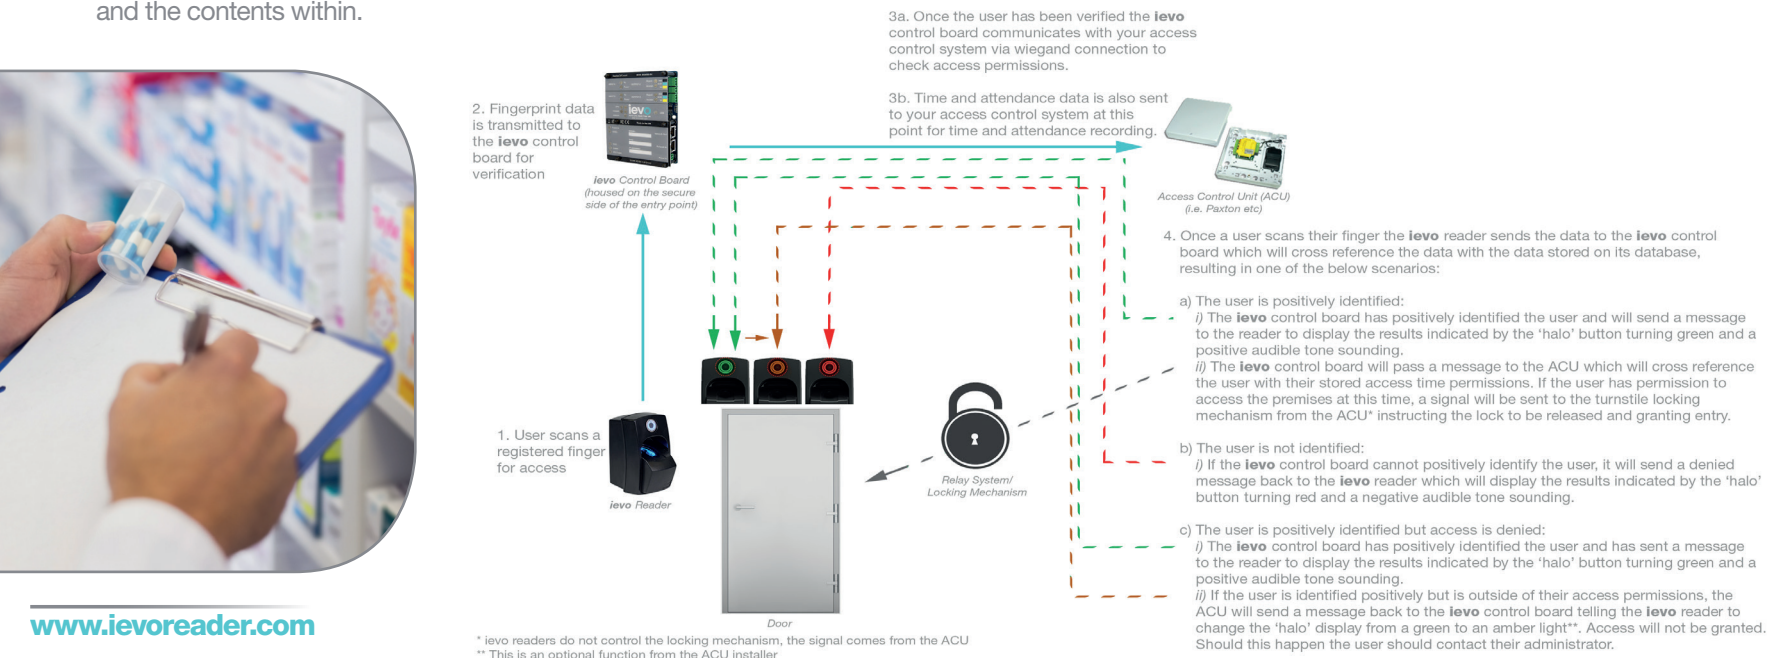 and the contents within.
www.ievoreader.com
2. Fingerprint data
is transmitted to
the ievo control
board for
verification
ievo
ievo Control Board
(housed on the secure
side of the entry point)
1. User scans a
registered finger
for access
ievo Reader
3a. Once the user has been verified the ievo
control board communicates with your access
control system via wiegand connection to
check access permissions.
3b. Time and attendance data is also sent
to your access control system at this
point for time and attendance recording.
Access Control Unit (ACU)
(i.e. Paxton etc)
Relay System/
Locking Mechanism
Door
4. Once a user scans their finger the ievo reader sends the data to the ievo control
board which will cross reference the data with the data stored on its database,
resulting in one of the below scenarios:
a) The user is positively identified:
i) The ievo control board has positively identified the user and will send a message
to the reader to display the results indicated by the ‘halo’ button turning green and a
positive audible tone sounding.
ii) The ievo control board will pass a message to the ACU which will cross reference
the user with their stored access time permissions. If the user has permission to
access the premises at this time, a signal will be sent to the turnstile locking
mechanism from the ACU* instructing the lock to be released and granting entry.
b) The user is not identified:
i) If the ievo control board cannot positively identify the user, it will send a denied
message back to the ievo reader which will display the results indicated by the ‘halo’
button turning red and a negative audible tone sounding.
c) The user is positively identified but access is denied:
i) The ievo control board has positively identified the user and has sent a message
to the reader to display the results indicated by the ‘halo’ button turning green and a
positive audible tone sounding.
ii) If the user is identified positively but is outside of their access permissions, the
ACU will send a message back to the ievo control board telling the ievo reader to
change the ‘halo’ display from a green to an amber light**. Access will not be granted.
Should this happen the user should contact their administrator.
* ievo readers do not control the locking mechanism, the signal comes from the ACU
** This is an optional function from the ACU installer